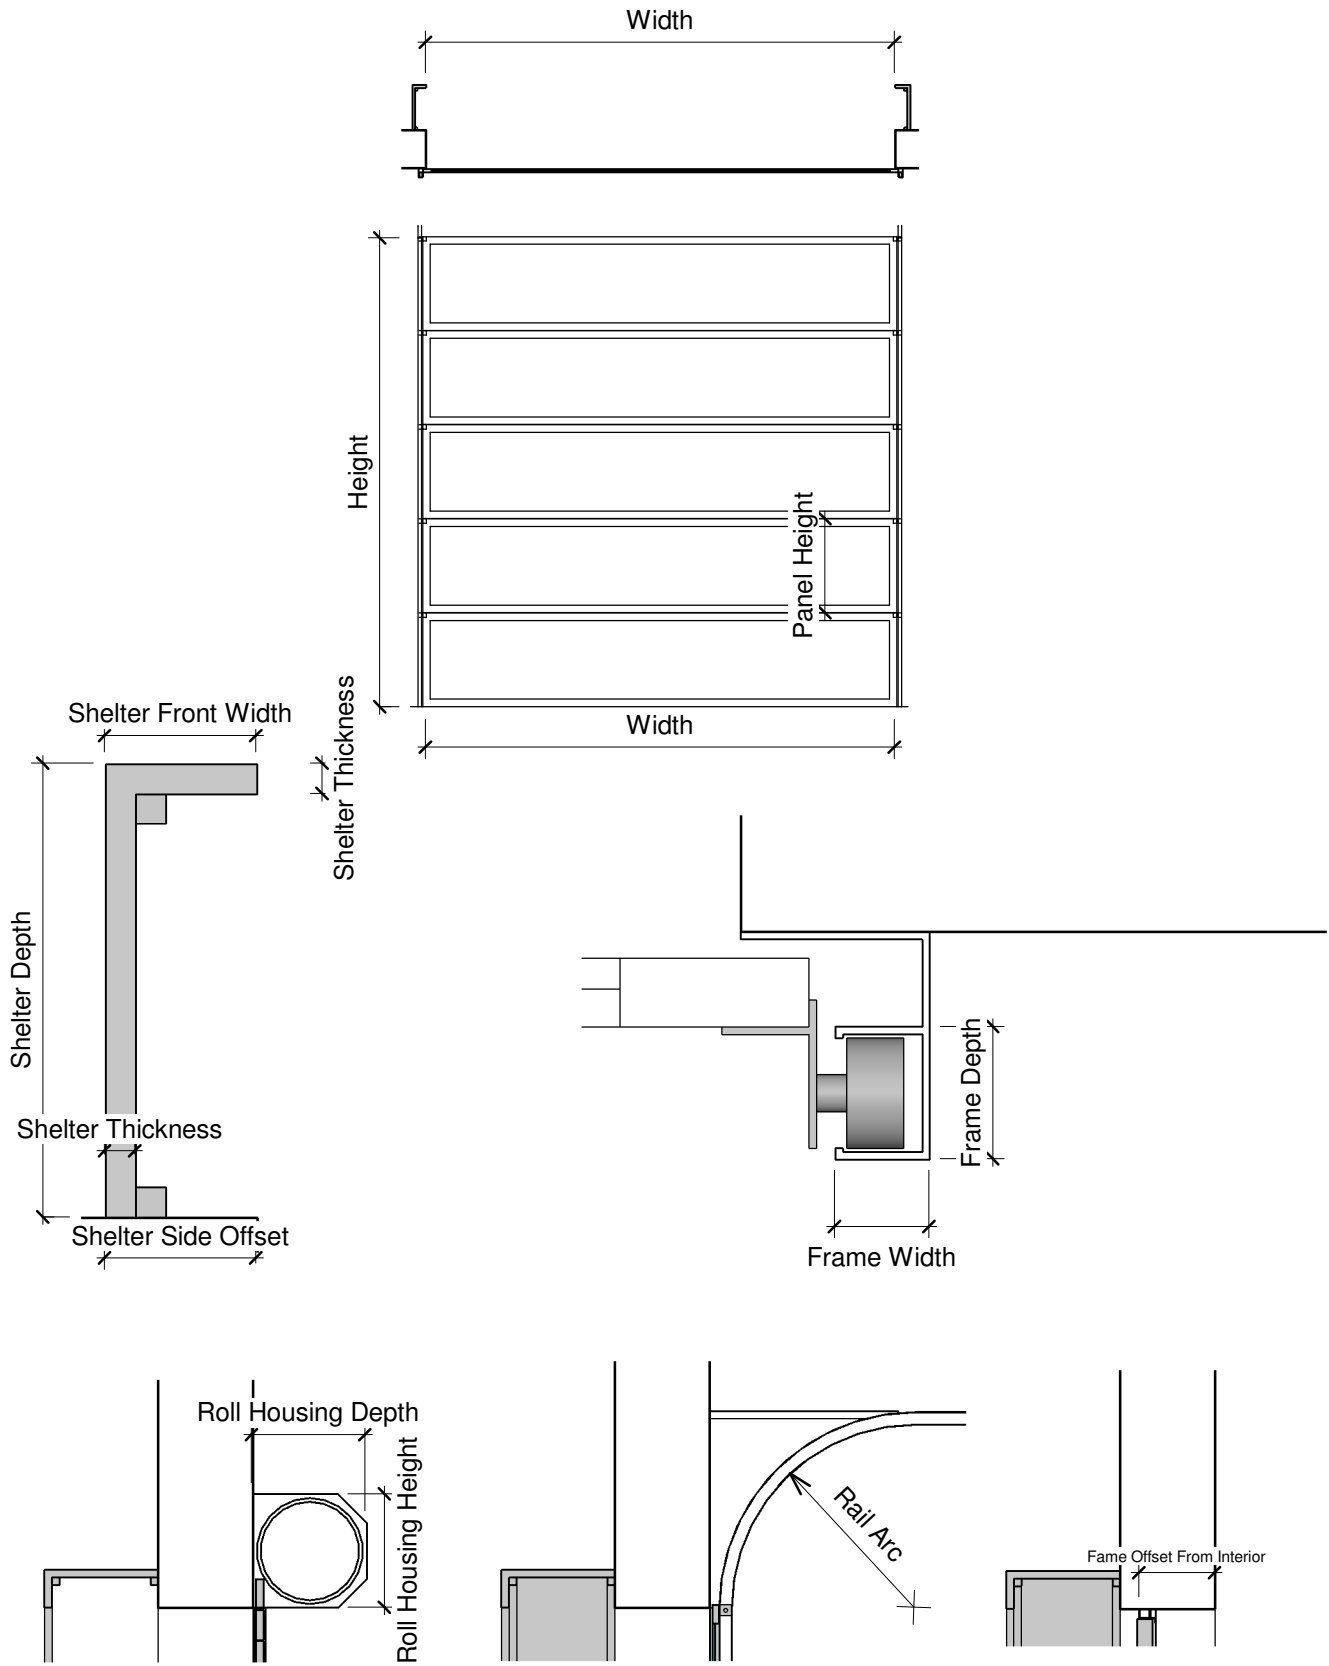 Width
Height
Panel Height
Width
Shelter Front Width
Shelter Thickness
Shelter Depth
Shelter Thickness
Shelter Side Offset
Frame Depth
Frame Width
Roll Housing Depth
Roll Housing Height
Rail Arc
Fame Offset From Interior